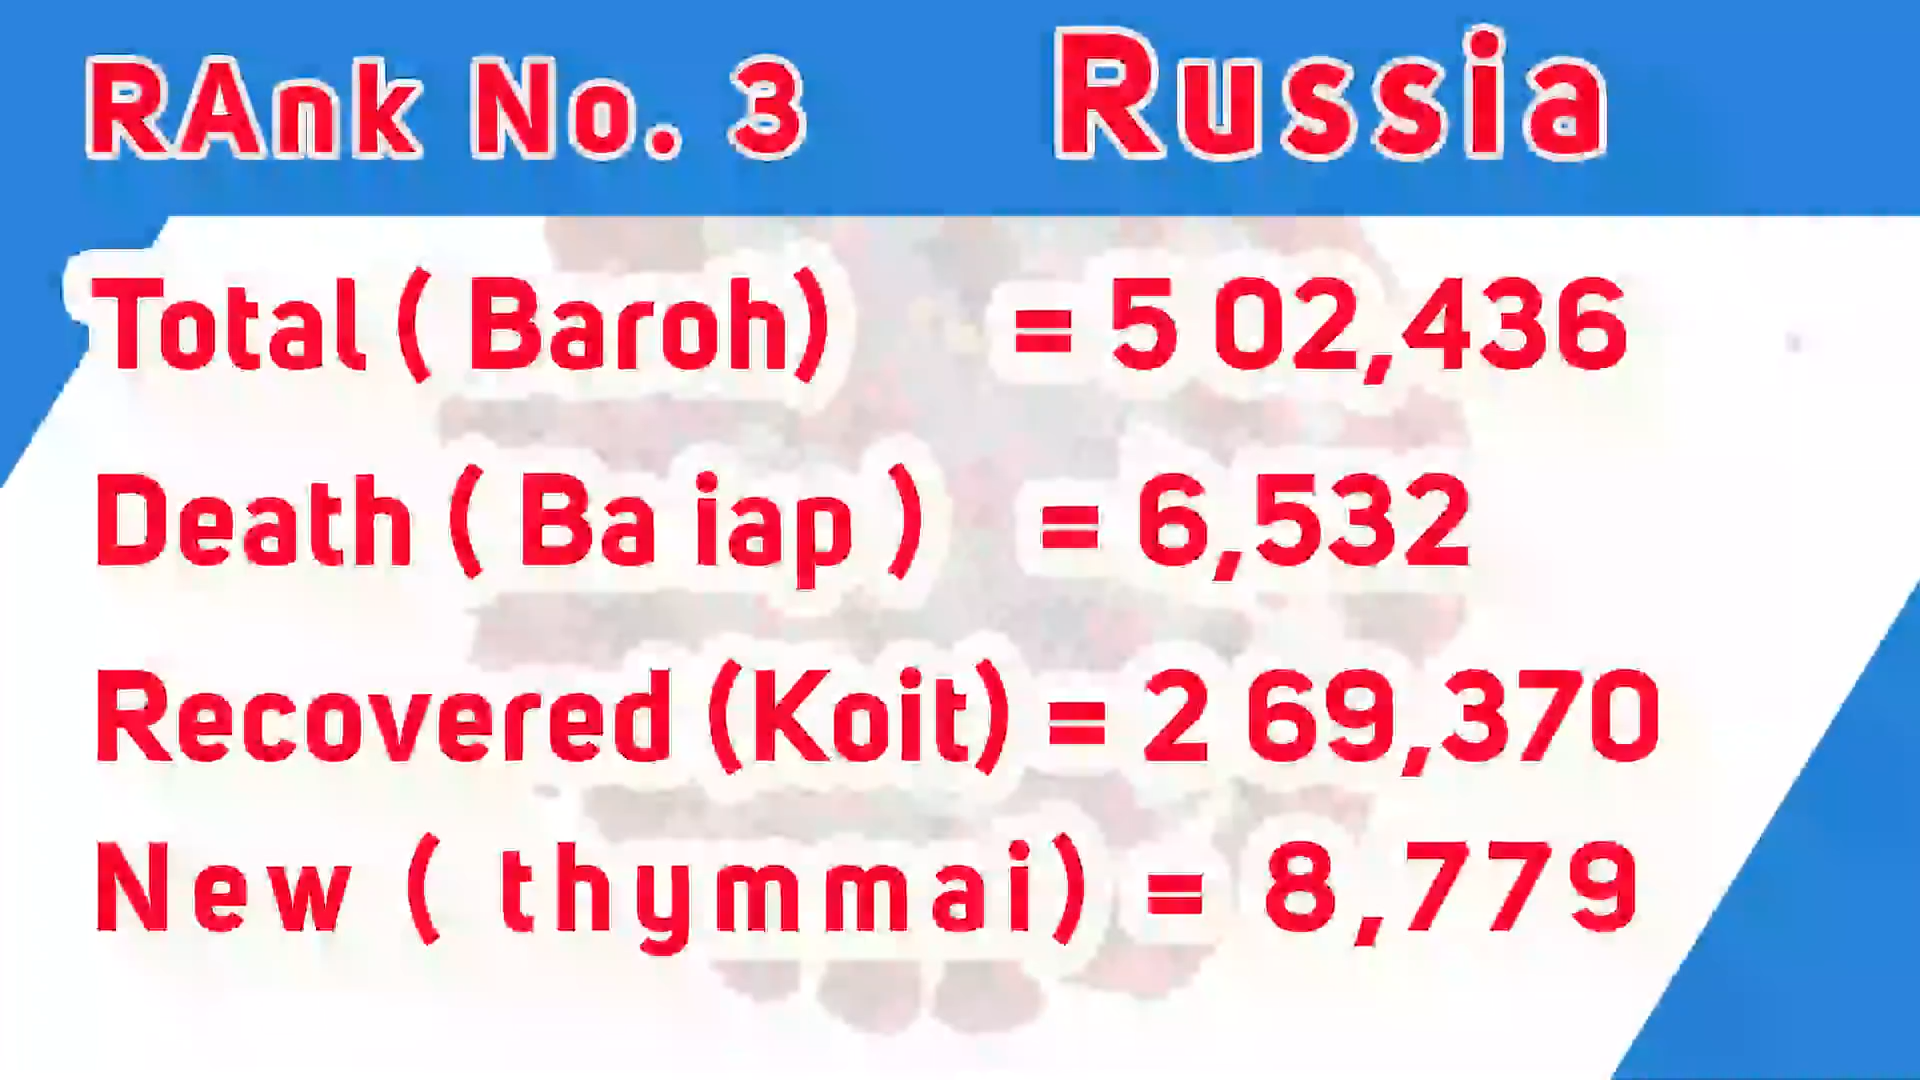 RAnk No. 3 Russia
Total ( Baroh) = 5 02,436
Death ( Ba iap ) = 6,532
Recovered (Koit) = 2 69,370
New ( thymmai) = 8,779